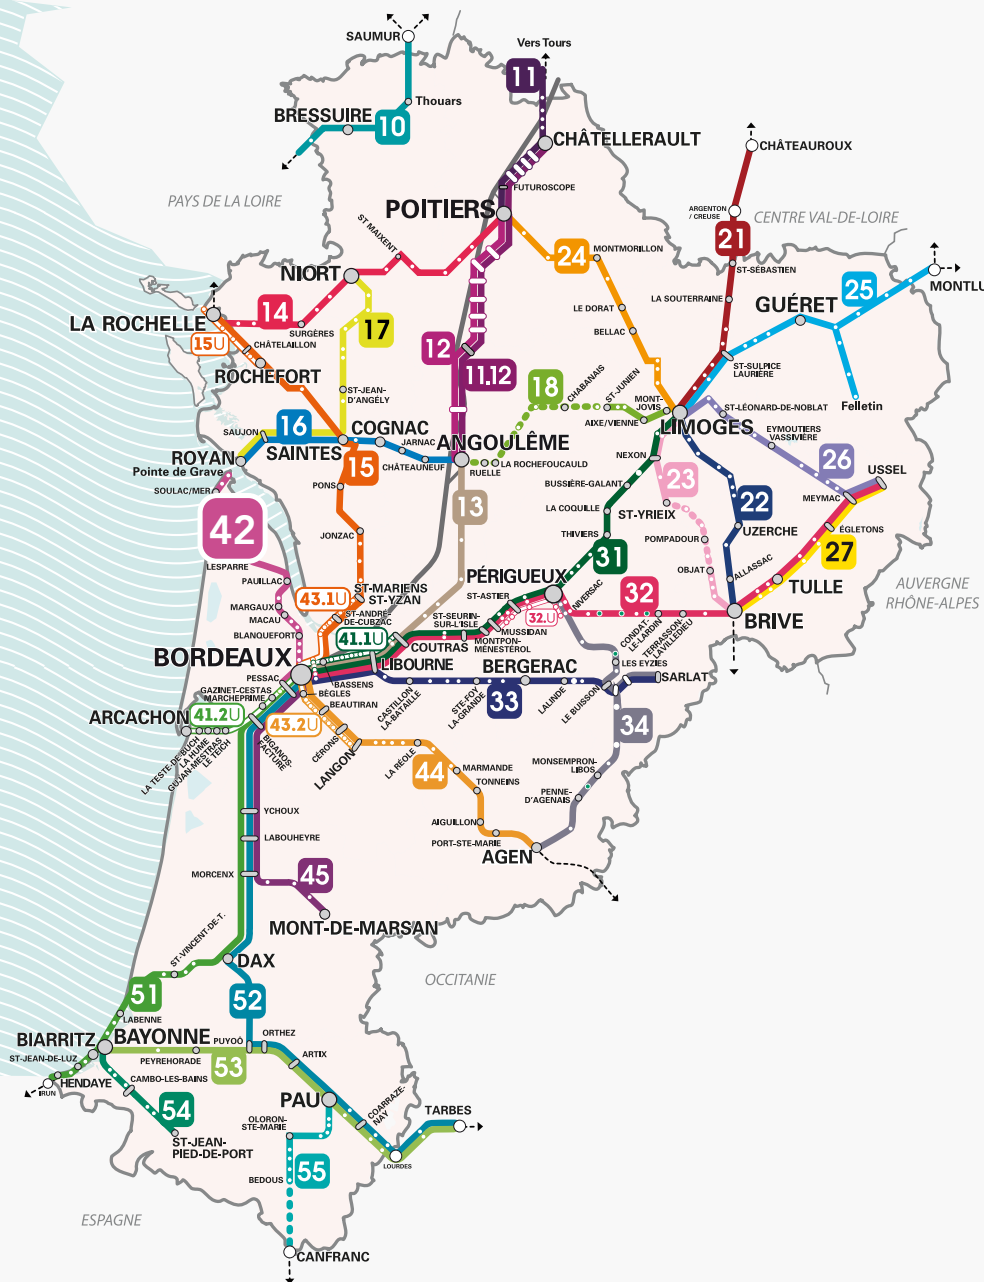 SAUMUR
Vers Tours
11
Thouars
BRESSUIRE
10
CHÂTELLERAULT
CHÂTEAUROUX
FUTUROSCOPE
PAYS DE LA LOIRE
POITIERS
ARGENTON
/ CREUSE
CENTRE VAL-DE-LOIRE
ST MAIXENT
24
MONTMORILLON
21
NIORT
ST-SÉBASTIEN
25
MONTLU
LA ROCHELLE
14
LE DORAT
LA SOUTERRAINE
GUÉRET
SURGÈRES
17
15U
CHÂTELAILLON
BELLAC
12
ROCHEFORT
11.12
CHABANAIS
ST-JUNIEN
ST-SULPICE
LAURIÈRE
18
ST-JEAN-
D'ANGÉLY
MONT-
JOVIS
Felletin
ST-LÉONARD-DE-NOBLAT
SAUJON
16
COGNAC
AIXE/VIENNE
LIMOGES
EYMOUTIERS
VASSIVIÈRE
JARNAC
ANGOULÊME
ROYAN
SAINTES
CHÂTEAUNEUF
LA ROCHEFOUCAULD
RUELLE
NEXON
26
USSEL
Pointe de Grave
15
SOULAC/MER
PONS
BUSSIÈRE-GALANT
23
MEYMAC
13
LA COQUILLE
ST-YRIEIX
22
42
UZERCHE
ÉGLETONS
JONZAC
THIVIERS
POMPADOUR
27
31
LESPARRE
OBJAT
ALLASSAC
PAUILLAC
PÉRIGUEUX
TULLE
AUVERGNE
RHÔNE-ALPES
ST-MARIENS
ST-YZAN
43.1U
ST-ASTIER
NIVERSAC
32
MARGAUX
MACAU
ST-ANDRÉ-
DE-CUBZAC
ST-SEURIN-
SUR-L'ISLE
32.U
BRIVE
BLANQUEFORT
41.1U
MUSSIDAN
MONTPON-
MÉNESTÉROL
CONDAT-
LE-LARDIN
TERRASSON-
LAVILLEDIEU
COUTRAS
BORDEAUX
LIBOURNE
BERGERAC
LES EYZIES
PESSAC
BASSENS
SARLAT
GAZINET-CESTAS
MARCHEPRIME
BÈGLES
BEAUTIRAN
CASTILLON
LA-BATAILLE
STE-FOY
LA-GRANDE
33
LALINDE
LE BUISSON
ARCACHON
41.2U
43.2U
34
LA TESTE-DE-BUCH
LA HUME
GUJAN-MESTRAS
LE TEICH
BIGANOS-
FACTURE
CÉRONS
LANGON
LA RÉOLE
44
MARMANDE
MONSEMPRON-
LIBOS
TONNEINS
PENNE-
D'AGENAIS
YCHOUX
AIGUILLON
LABOUHEYRE
PORT-STE-MARIE
AGEN
MORCENX
45
ST-VINCENT-DE-T.
MONT-DE-MARSAN
DAX
OCCITANIE
51
52
LABENNE
BIARRITZ
BAYONNE
PUYOÔ
ORTHEZ
ST-JEAN-DE-LUZ
PEYREHORADE
53
ARTIX
HENDAYE
CAMBO-LES-BAINS
IRUN
54
PAU
COARRAZE-
NAY
TARBES
OLORON-
STE-MARIE
ST-JEAN-
PIED-DE-PORT
LOURDES
55
BEDOUS
ESPAGNE
CANFRANC